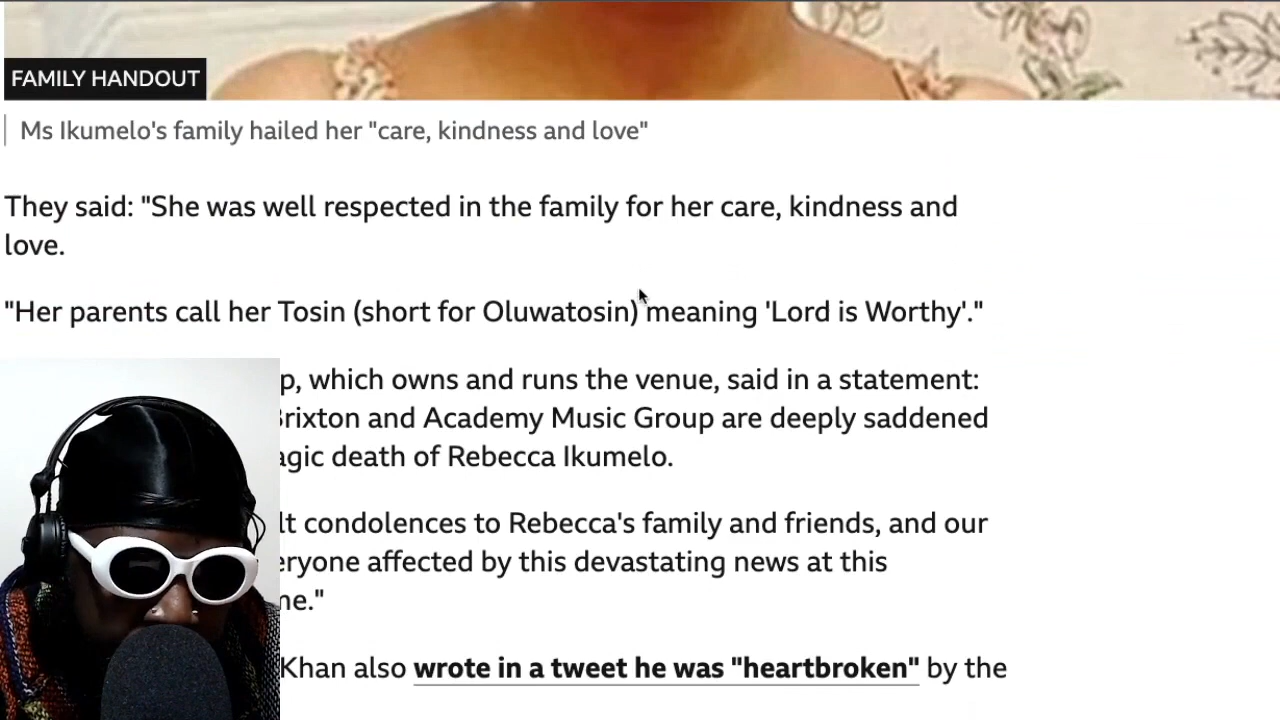 FAMILY HANDOUT
Ms Ikumelo's family hailed her "care, kindness and love"
They said: "She was well respected in the family for her care, kindness and
love.
"Her parents call her Tosin (short for Oluwatosin) meaning 'Lord is Worthy'."
p, which owns and runs the venue, said in a statement:
Brixton and Academy Music Group are deeply saddened
agic death of Rebecca Ikumelo.
lt condolences to Rebecca's family and friends, and our
eryone affected by this devastating news at this
me."
Khan also wrote in a tweet he was "heartbroken" by the